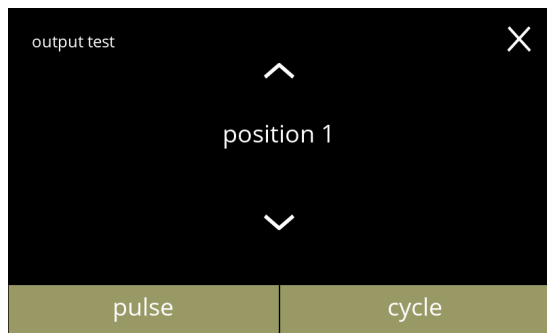 output test
position 1
pulse
cycle